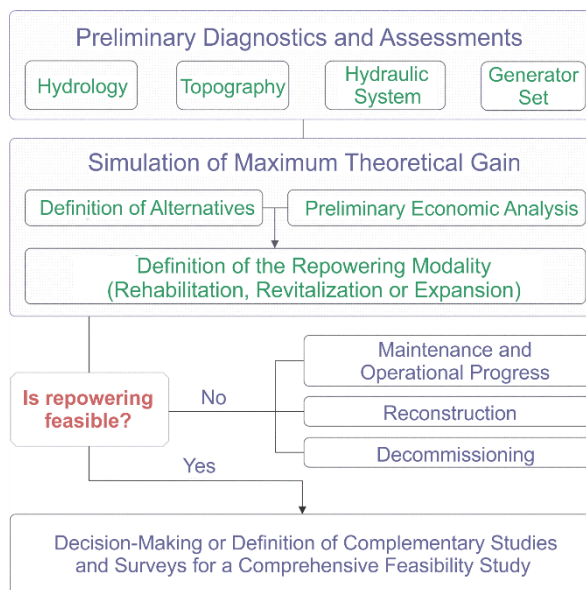 Preliminary Diagnostics and Assessments
Hydrology
Topography
Hydraulic
System
Generator
Set
Simulation of Maximum Theoretical Gain
Definition of Alternatives
Preliminary Economic Analysis
Definition of the Repowering Modality
(Rehabilitation, Revitalization or Expansion)
Is repowering
feasible?
No
Maintenance and
Operational Progress
Reconstruction
Decommissioning
Yes
Decision-Making or Definition of Complementary Studies
and Surveys for a Comprehensive Feasibility Study